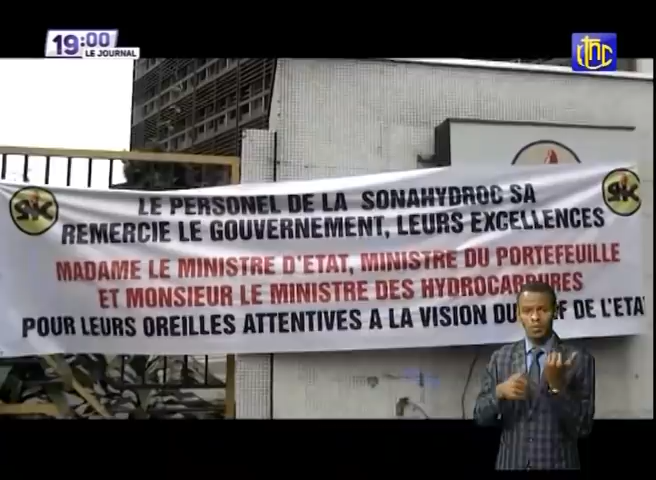 19:00
LE JOURNAL
rtnc
LE PERSONEL DE LA SONAHYDROC SA
REMERCIE LE GOUVERNEMENT, LEURS EXCELLENCES
MADAME LE MINISTRE D'ETAT, MINISTRE DU PORTEFEUILLE
ET MONSIEUR LE MINISTRE DES HYDROCARBURES
POUR LEURS OREILLES ATTENTIVES A LA VISION DU DE L'ETA